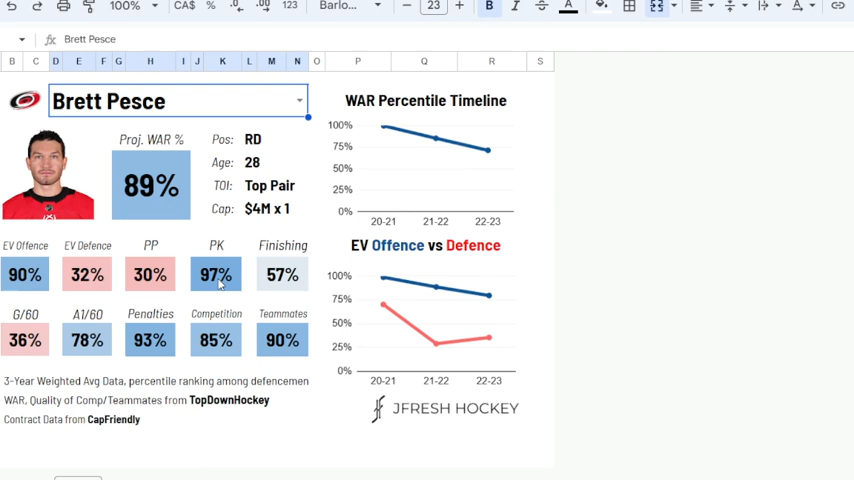 100% CA$ % .0 .00 123 Barlo... 23 B I A
fx Brett Pesce
B C D E F G H I J K L M N O P Q R S
Brett Pesce
WAR Percentile Timeline
Proj. WAR %
89%
Pos: RD
Age: 28
TOI: Top Pair
Cap: $4M x 1
100%
75%
50%
25%
0%
20-21 21-22 22-23
EV Offence EV Defence PP PK Finishing
90% 32% 30% 97% 57%
G/60 A1/60 Penalties Competition Teammates
36% 78% 93% 85% 90%
EV Offence vs Defence
100%
75%
50%
25%
0%
20-21 21-22 22-23
3-Year Weighted Avg Data, percentile ranking among defencemen
WAR, Quality of Comp/Teammates from TopDownHockey
Contract Data from CapFriendly
JFRESH HOCKEY